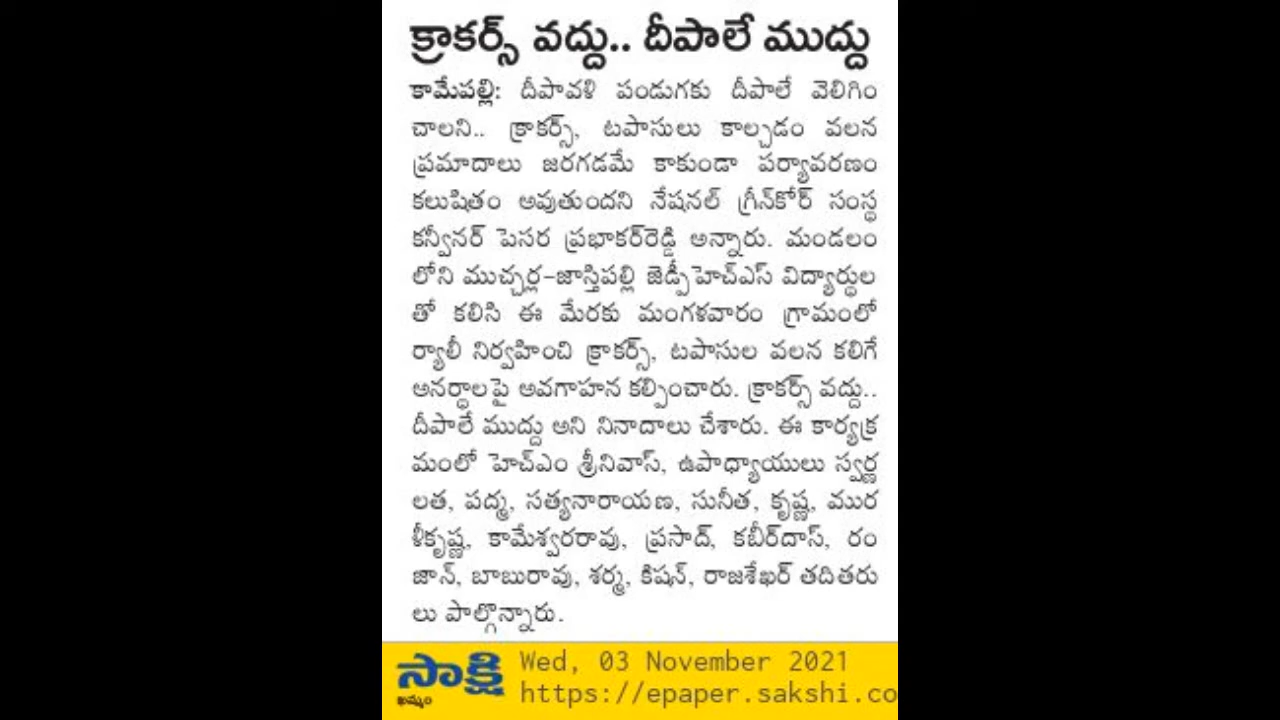 క్రాకర్స్ వద్దు.. దీపాలే ముద్దు
కామేపల్లి: దీపావళి పండుగకు దీపాలే వెలిగిం
చాలని.. క్రాకర్స్, టపాసులు కాల్చడం వలన
ప్రమాదాలు జరగడమే కాకుండా పర్యావరణం
కలుషితం అవుతుందని నేషనల్ గ్రీన్‌కోర్ సంస్థ
కన్వీనర్ పెసర ప్రభాకర్‌రెడ్డి అన్నారు. మండలం
లోని ముచ్చర్ల-జాస్తిపల్లి జెడ్పీహెచ్ఎస్ విద్యార్థుల
తో కలిసి ఈ మేరకు మంగళవారం గ్రామంలో
ర్యాలీ నిర్వహించి క్రాకర్స్, టపాసుల వలన కలిగే
అనర్ధాలపై అవగాహన కల్పించారు. క్రాకర్స్ వద్దు..
దీపాలే ముద్దు అని నినాదాలు చేశారు. ఈ కార్యక్ర
మంలో హెచ్ఎం శ్రీనివాస్, ఉపాధ్యాయులు స్వర్ణ
లత, పద్మ, సత్యనారాయణ, సునీత, కృష్ణ, ముర
ళీకృష్ణ, కామేశ్వరరావు, ప్రసాద్, కబీర్‌దాస్, రం
జాన్, బాబురావు, శర్మ, కిషన్, రాజశేఖర్ తదితరు
లు పాల్గొన్నారు.
సాక్షి
ఖమ్మం
Wed, 03 November 2021
https://epaper.sakshi.co